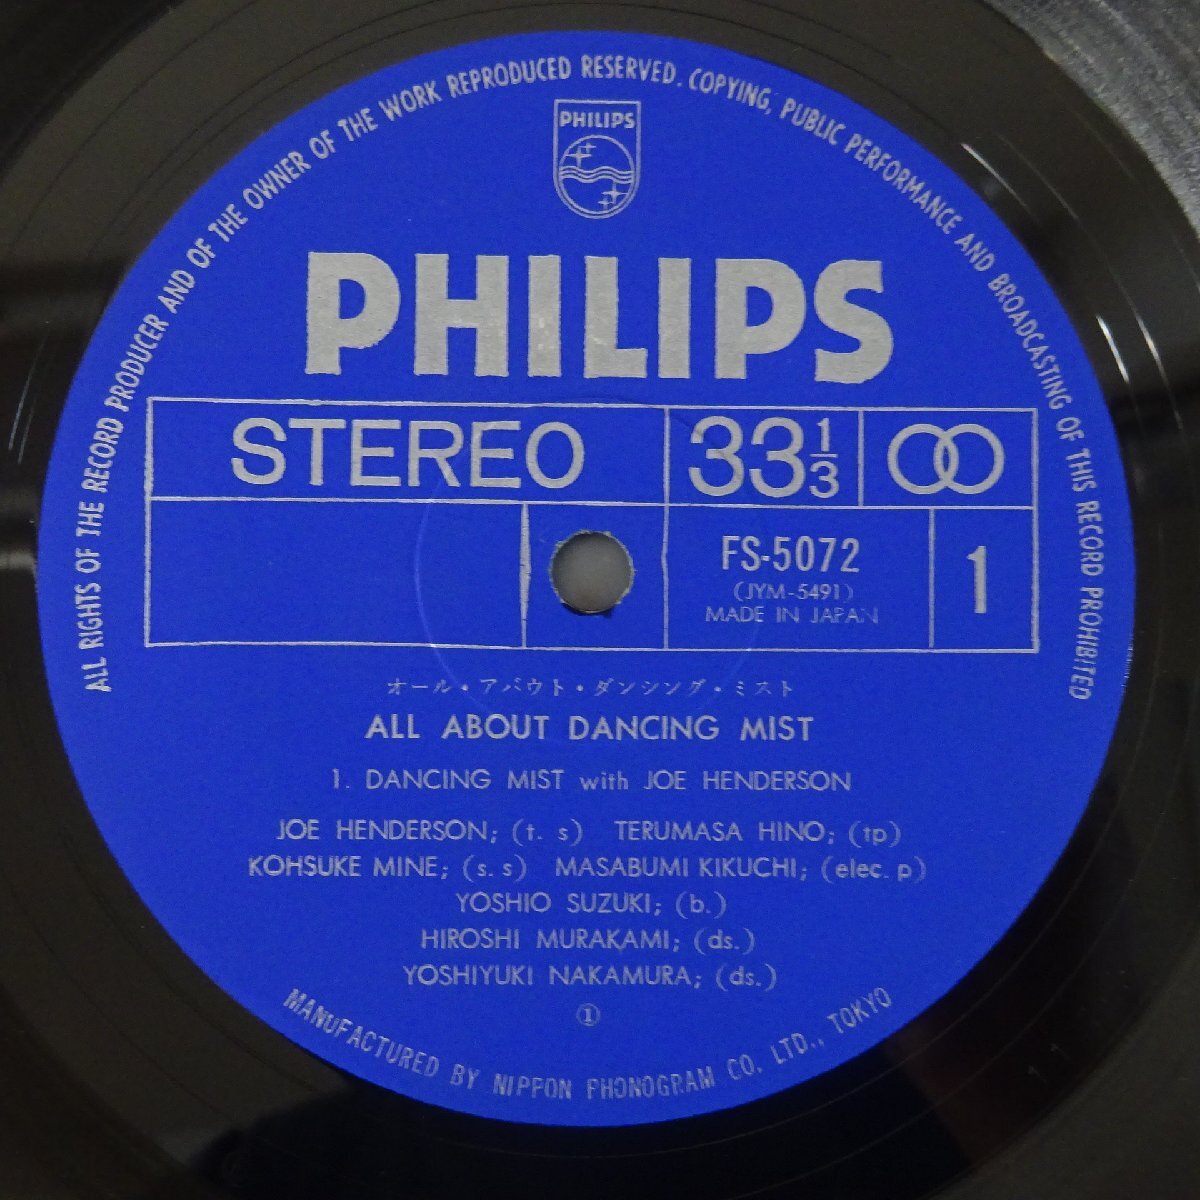 ALL RIGHTS OF THE RECORD PRODUCER AND OF THE OWNER OF THE WORK REPRODUCED RESERVED. COPYING, PUBLIC PERFORMANCE AND BROADCASTING OF THIS RECORD PROHIBITED
PHILIPS
PHILIPS
STEREO 33 1/3
FS-5072
(JYM-5491)
MADE IN JAPAN
1
オール・アバウト・ダンシング・ミスト
ALL ABOUT DANCING MIST
1. DANCING MIST with JOE HENDERSON
JOE HENDERSON; (t. s) TERUMASA HINO; (tp)
KOHSUKE MINE; (s. s) MASABUMI KIKUCHI; (elec. p)
YOSHIO SUZUKI; (b.)
HIROSHI MURAKAMI; (ds.)
YOSHIYUKI NAKAMURA; (ds.)
①
MANUFACTURED BY NIPPON PHONOGRAM CO. LTD., TOKYO